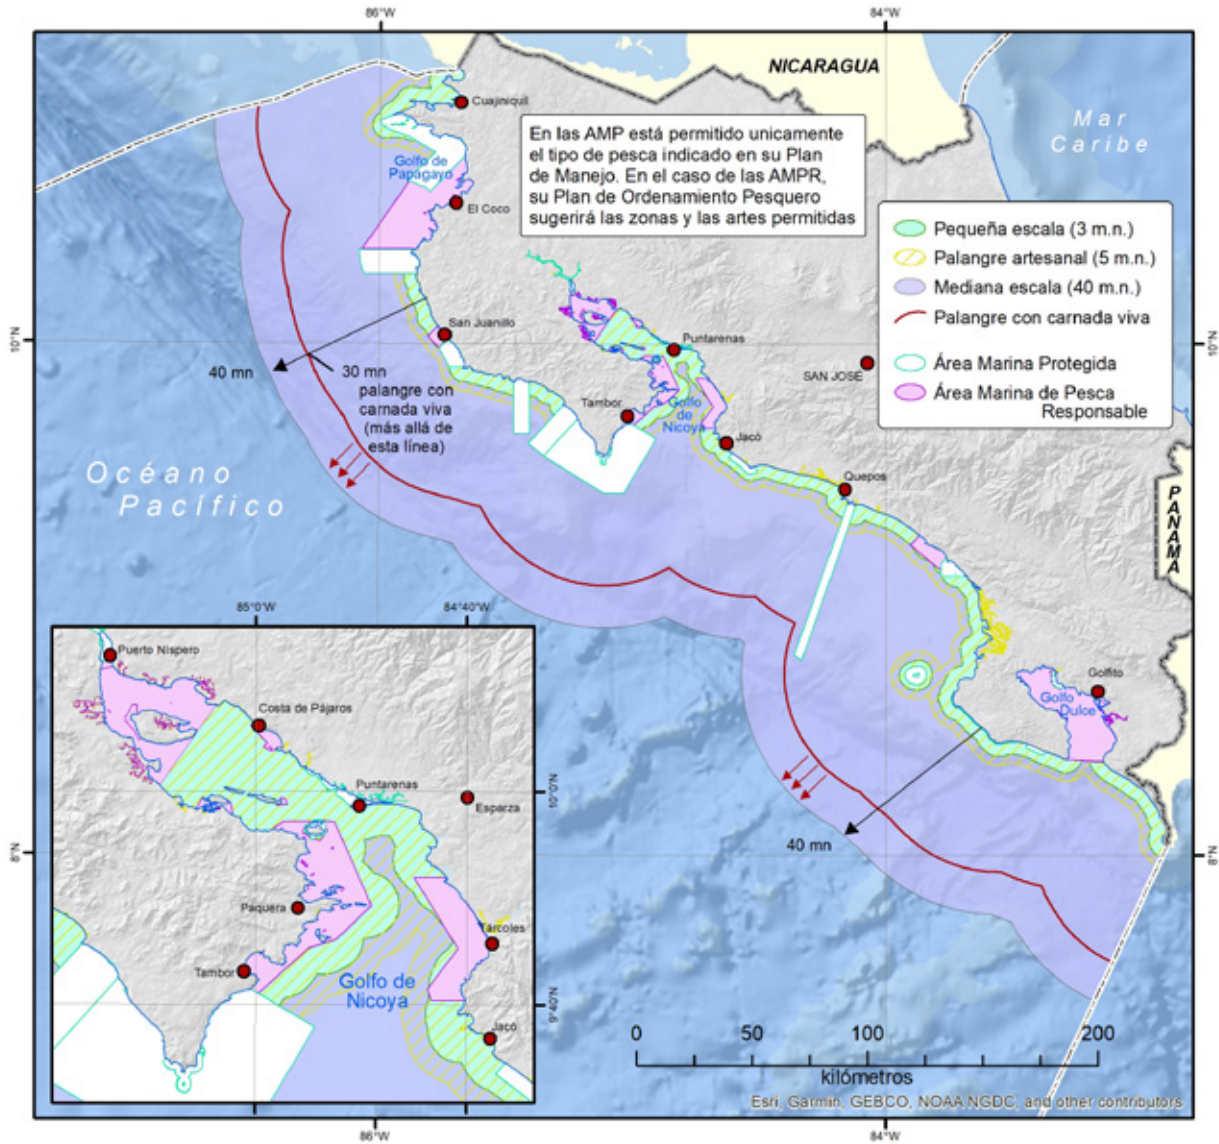 86°W
84°W
NICARAGUA
Mar
Caribe
Cuajiniquil
En las AMP está permitido unicamente
el tipo de pesca indicado en su Plan
de Manejo. En el caso de las AMPR,
su Plan de Ordenamiento Pesquero
sugerirá las zonas y las artes permitidas
Golfo de
Papagayo
El Coco
Pequeña escala (3 m.n.)
Palangre artesanal (5 m.n.)
Mediana escala (40 m.n.)
Palangre con carnada viva
Área Marina Protegida
Área Marina de Pesca
Responsable
10°N
10°N
San Juanillo
Puntarenas
SAN JOSÉ
40 mn
30 mn
palangre con
carnada viva
(más allá de
esta línea)
Tambor
Golfo
de
Nicoya
Jacó
Quepos
Océano
Pacífico
PANAMA
85°0'W
84°40'W
Puerto Níspero
Costa de Pájaros
Puntarenas
Esparza
10°0'N
Paquera
Tárcoles
Tambor
Golfo de
Nicoya
9°40'N
Jacó
Golfito
Golfo
Dulce
40 mn
8°N
8°N
0 50 100 200
kilómetros
Esri, Garmin, GEBCO, NOAA NGDC, and other contributors
86°W
84°W